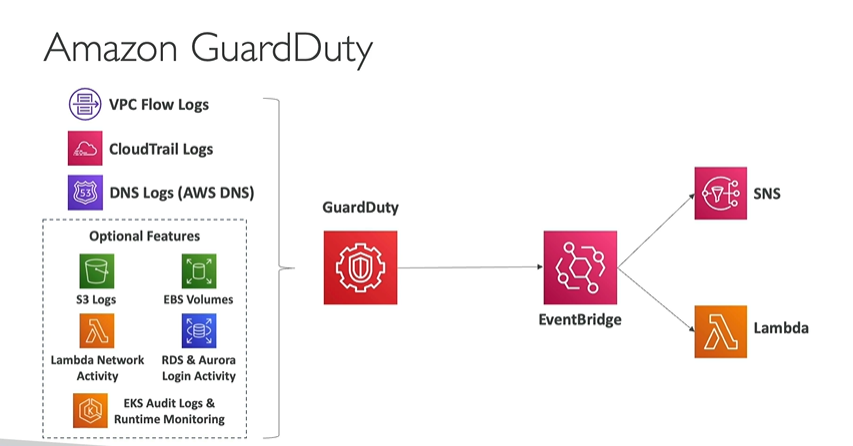 Amazon GuardDuty
VPC Flow Logs
CloudTrail Logs
53
DNS Logs (AWS DNS)
Optional Features
S3 Logs
EBS Volumes
Lambda Network
Activity
RDS & Aurora
Login Activity
K
EKS Audit Logs &
Runtime Monitoring
GuardDuty
EventBridge
SNS
Lambda